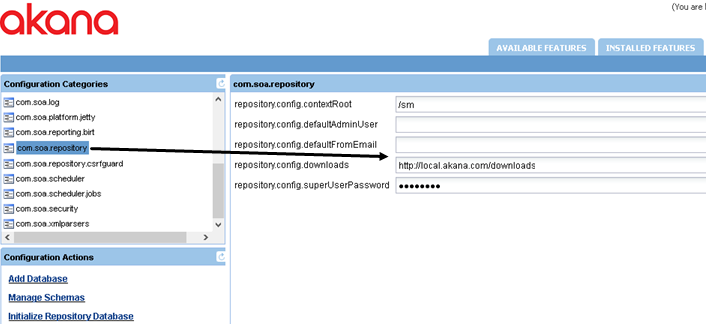 (You are l
akana
AVAILABLE FEATURES
INSTALLED FEATURES
Configuration Categories
com.soa.log
com.soa.platform.jetty
com.soa.reporting.birt
com.soa.repository
com.soa.repository.csrfguard
com.soa.scheduler
com.soa.scheduler.jobs
com.soa.security
com.soa.xmlparsers
Configuration Actions
Add Database
Manage Schemas
Initialize Repository Database
com.soa.repository
repository.config.contextRoot /sm
repository.config.defaultAdminUser
repository.config.defaultFromEmail
repository.config.downloads http://local.akana.com/downloads
repository.config.superUserPassword ●●●●●●●●